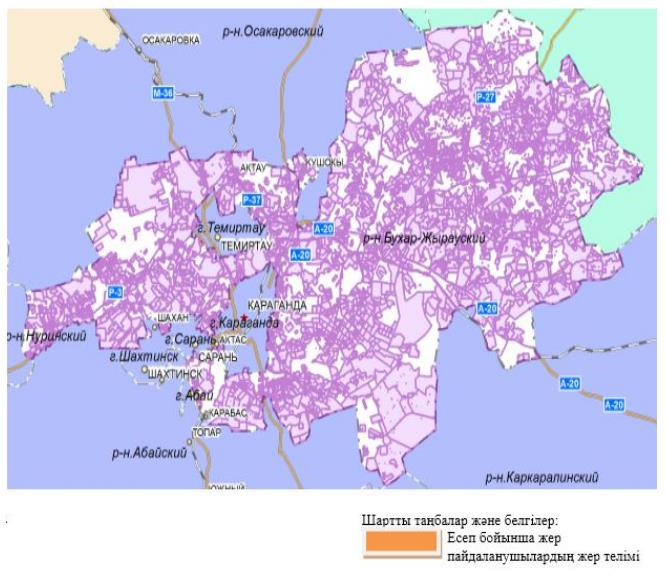 р-н.Осакаровский
ОСАКАРОВКА
М-36
Р-27
АКТАУ
КУШОКЫ
Р-37
г.Темиртау
А-20
ТЕМИРТАУ
р-н.Бухар-Жырауский
А-20
Р-3
КАРАГАНДА
А-20
ШАХАН
г.Караганда
р-н.Нуринский
г.Сарань
АКТАС
г.Шахтинск
САРАНЬ
ШАХТИНСК
А-20
г.Абай
А-20
КАРАБАС
ТОПАР
р-н.Абайский
р-н.Каркаралинский
ЮЖНЫЙ
Шартты таңбалар және белгілер:
Есеп бойынша жер
пайдаланушылардың жер телімі